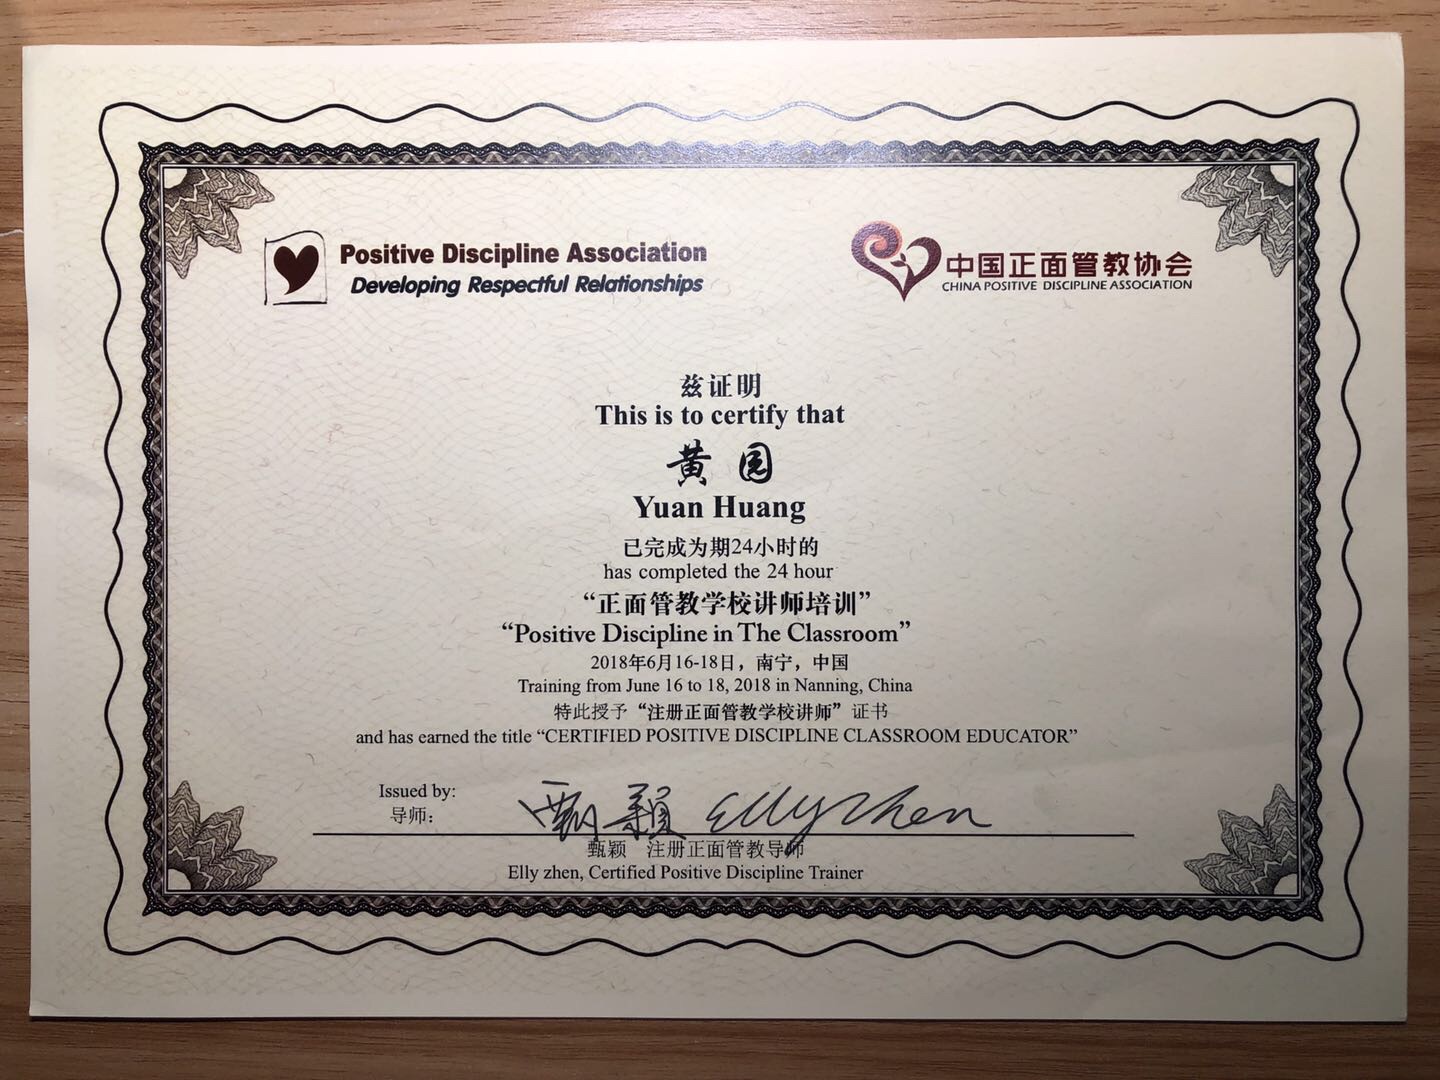 Positive Discipline Association
Developing Respectful Relationships
中国正面管教协会
CHINA POSITIVE DISCIPLINE ASSOCIATION
兹证明
This is to certify that
黄园
Yuan Huang
已完成为期24小时的
has completed the 24 hour
“正面管教学校讲师培训”
“Positive Discipline in The Classroom”
2018年6月16-18日，南宁，中国
Training from June 16 to 18, 2018 in Nanning, China
特此授予“注册正面管教学校讲师”证书
and has earned the title “CERTIFIED POSITIVE DISCIPLINE CLASSROOM EDUCATOR”
Issued by:
导师：
甄颖 Elly Zhen
甄颖 注册正面管教导师
Elly zhen, Certified Positive Discipline Trainer